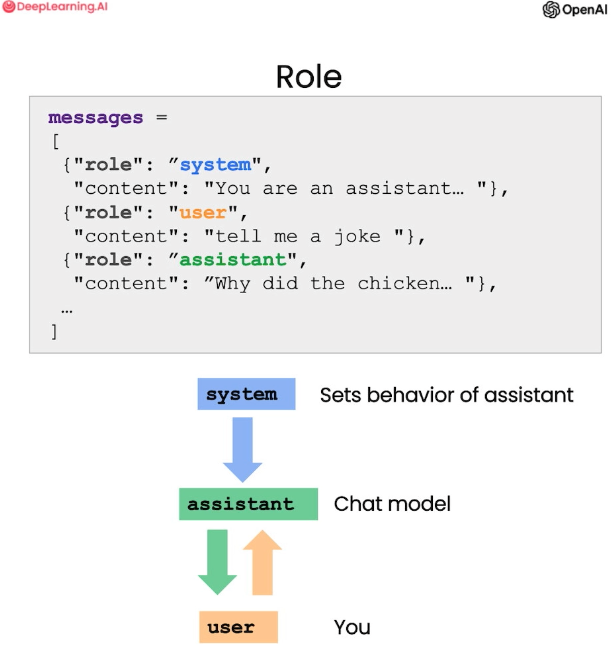 DeepLearning.AI
OpenAI
Role
messages =
[
{"role": ”system",
"content": "You are an assistant… "},
{"role": "user",
"content": "tell me a joke "},
{"role": ”assistant",
"content": ”Why did the chicken… "},
…
]
system Sets behavior of assistant
assistant Chat model
user You